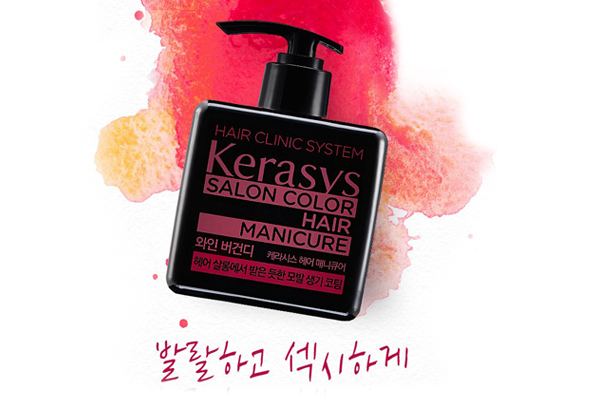 HAIR CLINIC SYSTEM
Kerasys
SALON COLOR
HAIR
MANICURE
와인 버건디 케라시스 헤어 매니큐어
헤어 살롱에서 받은 듯한 모발 생기 코팅
발랄하고 섹시하게